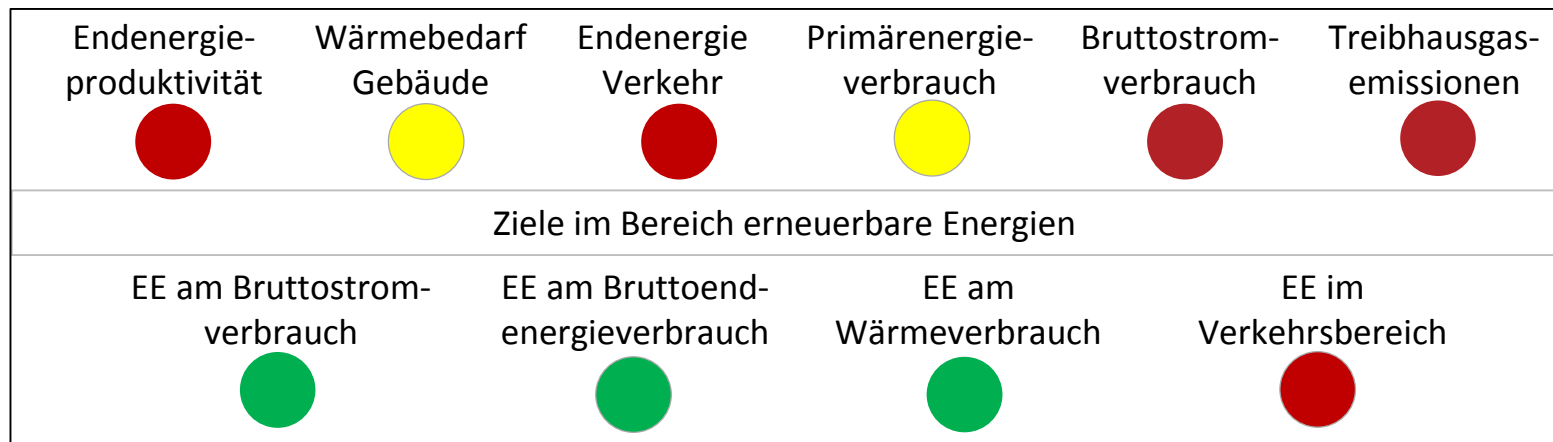 Endenergie-
produktivität
Wärmebedarf
Gebäude
Endenergie
Verkehr
Primärenergie-
verbrauch
Bruttostrom-
verbrauch
Treibhausgas-
emissionen
Ziele im Bereich erneuerbare Energien
EE am Bruttostrom-
verbrauch
EE am Bruttoend-
energieverbrauch
EE am
Wärmeverbrauch
EE im
Verkehrsbereich